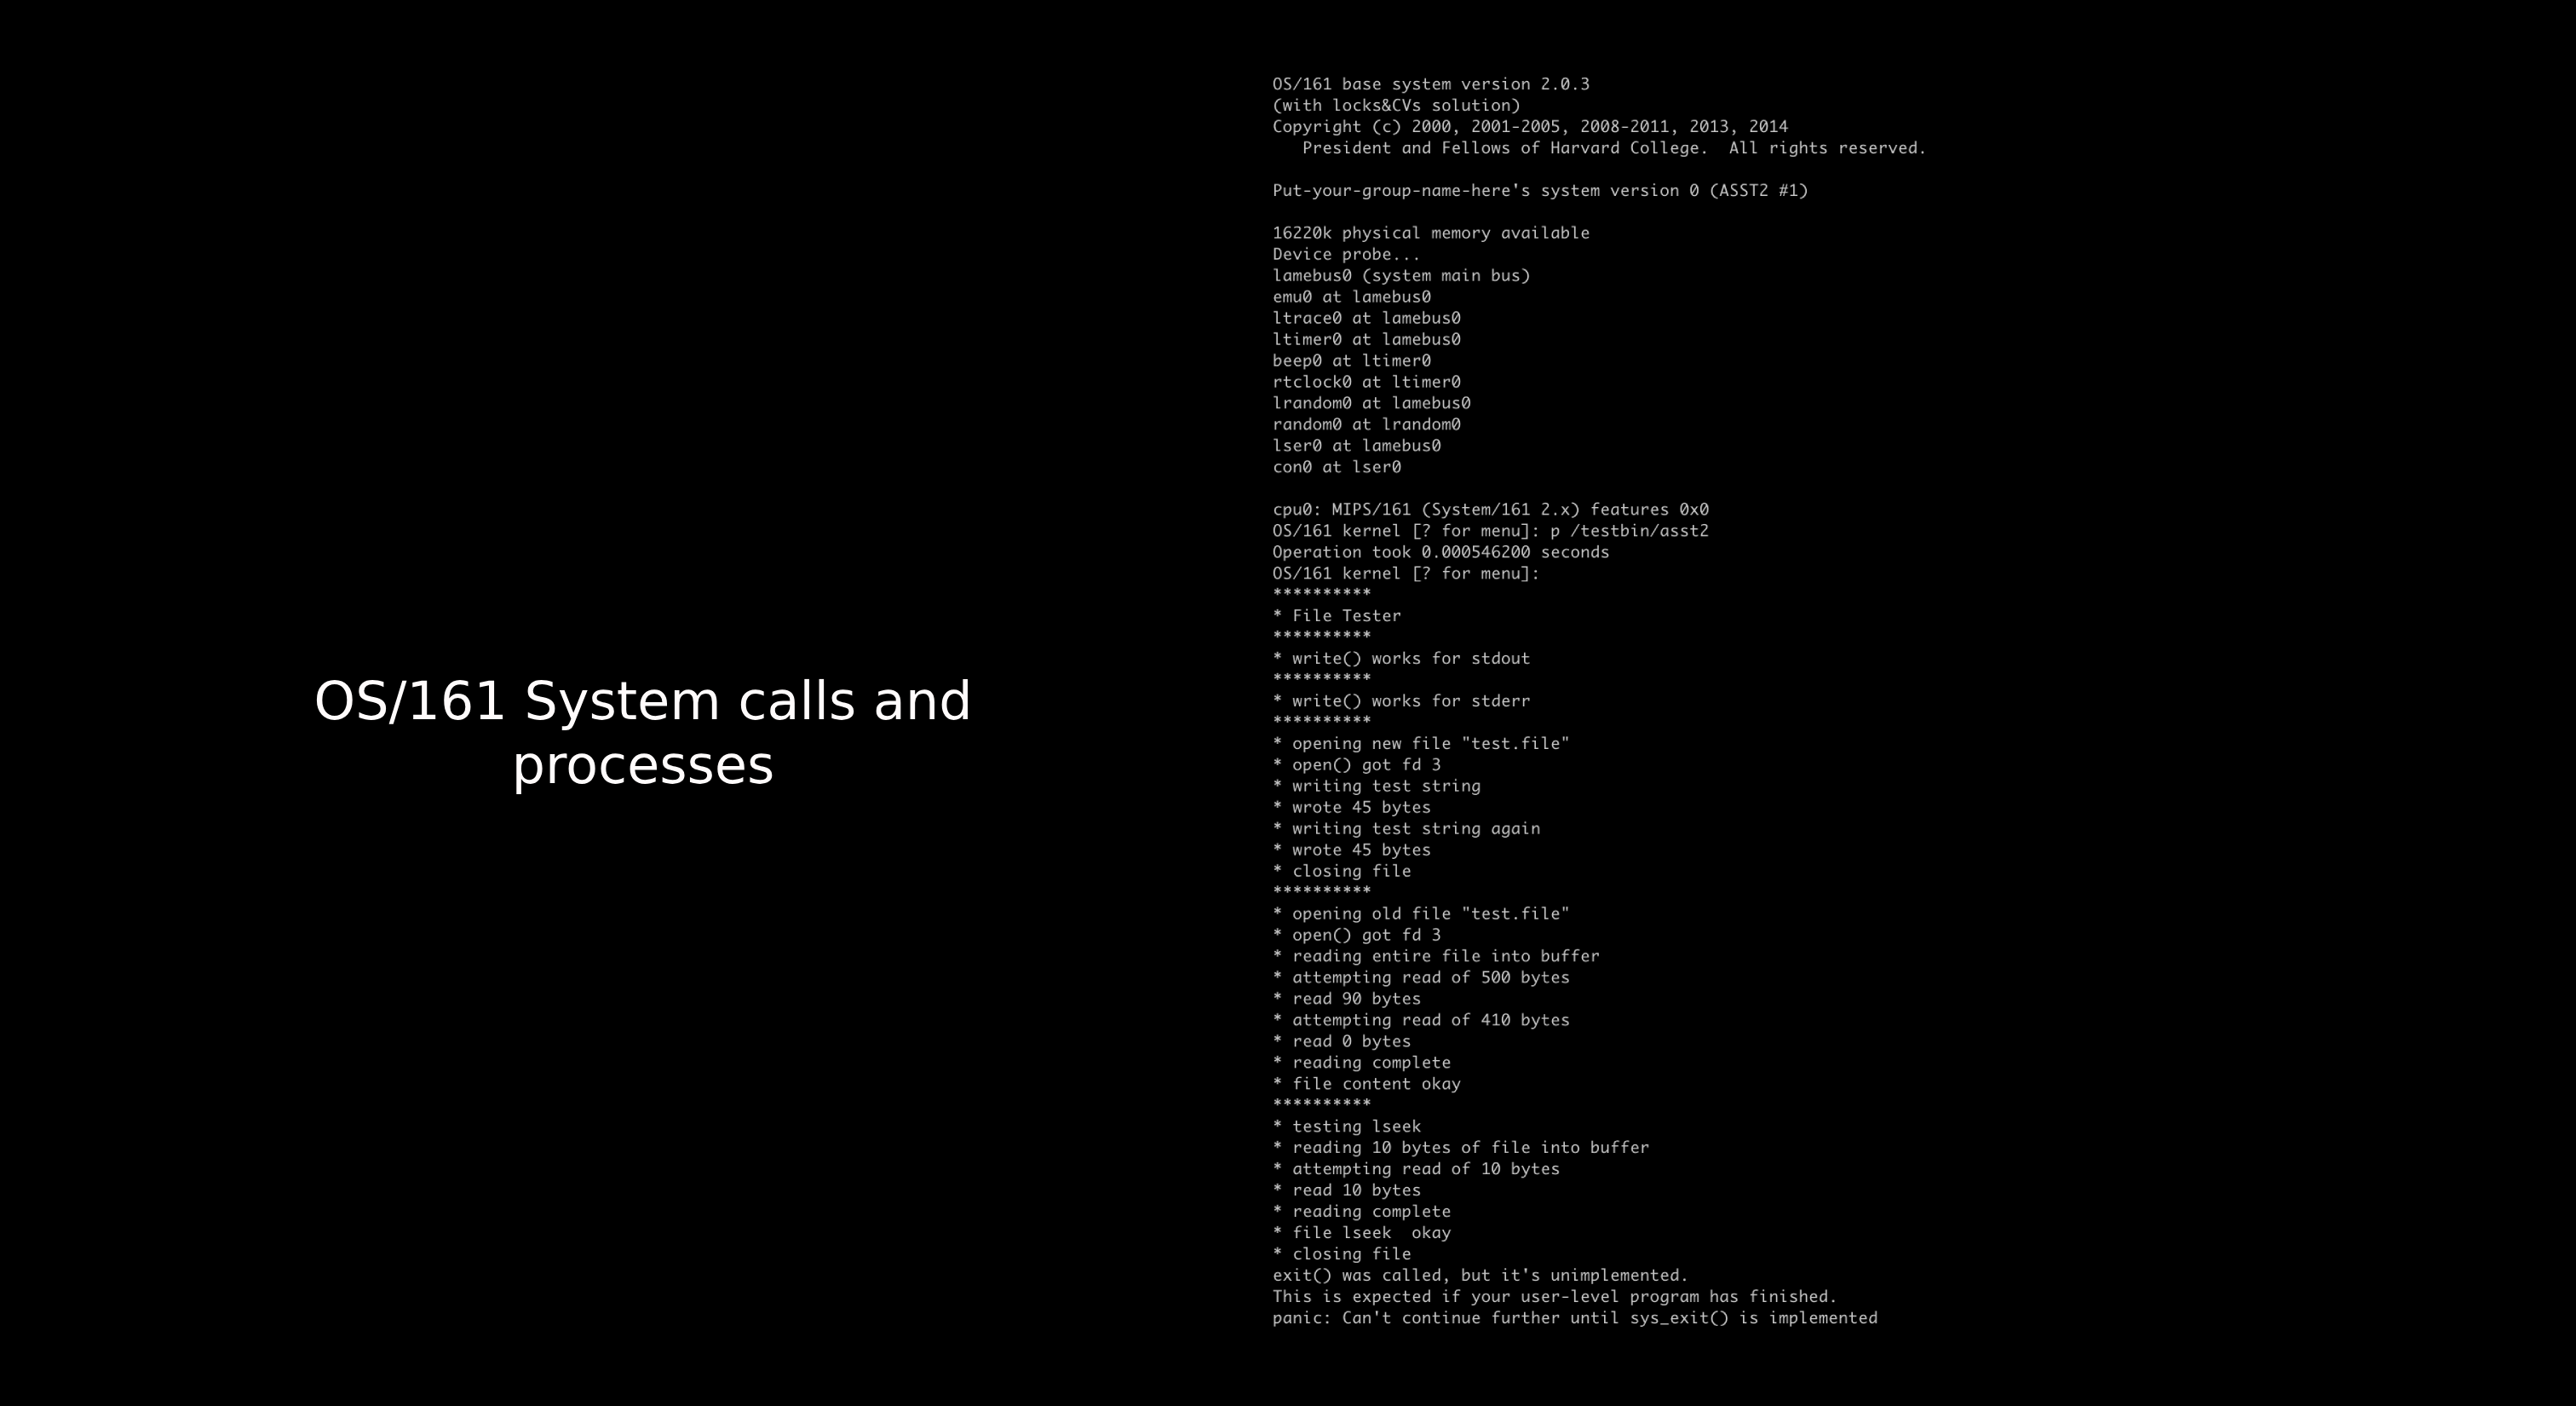 OS/161 System calls and
processes
OS/161 base system version 2.0.3
(with locks&CVs solution)
Copyright (c) 2000, 2001-2005, 2008-2011, 2013, 2014
   President and Fellows of Harvard College.  All rights reserved.
Put-your-group-name-here's system version 0 (ASST2 #1)
16220k physical memory available
Device probe...
lamebus0 (system main bus)
emu0 at lamebus0
ltrace0 at lamebus0
ltimer0 at lamebus0
beep0 at ltimer0
rtclock0 at ltimer0
lrandom0 at lamebus0
random0 at lrandom0
lser0 at lamebus0
con0 at lser0
cpu0: MIPS/161 (System/161 2.x) features 0x0
OS/161 kernel [? for menu]: p /testbin/asst2
Operation took 0.000546200 seconds
OS/161 kernel [? for menu]:
**********
* File Tester
**********
* write() works for stdout
**********
* write() works for stderr
**********
* opening new file "test.file"
* open() got fd 3
* writing test string
* wrote 45 bytes
* writing test string again
* wrote 45 bytes
* closing file
**********
* opening old file "test.file"
* open() got fd 3
* reading entire file into buffer
* attempting read of 500 bytes
* read 90 bytes
* attempting read of 410 bytes
* read 0 bytes
* reading complete
* file content okay
**********
* testing lseek
* reading 10 bytes of file into buffer
* attempting read of 10 bytes
* read 10 bytes
* reading complete
* file lseek  okay
* closing file
exit() was called, but it's unimplemented.
This is expected if your user-level program has finished.
panic: Can't continue further until sys_exit() is implemented